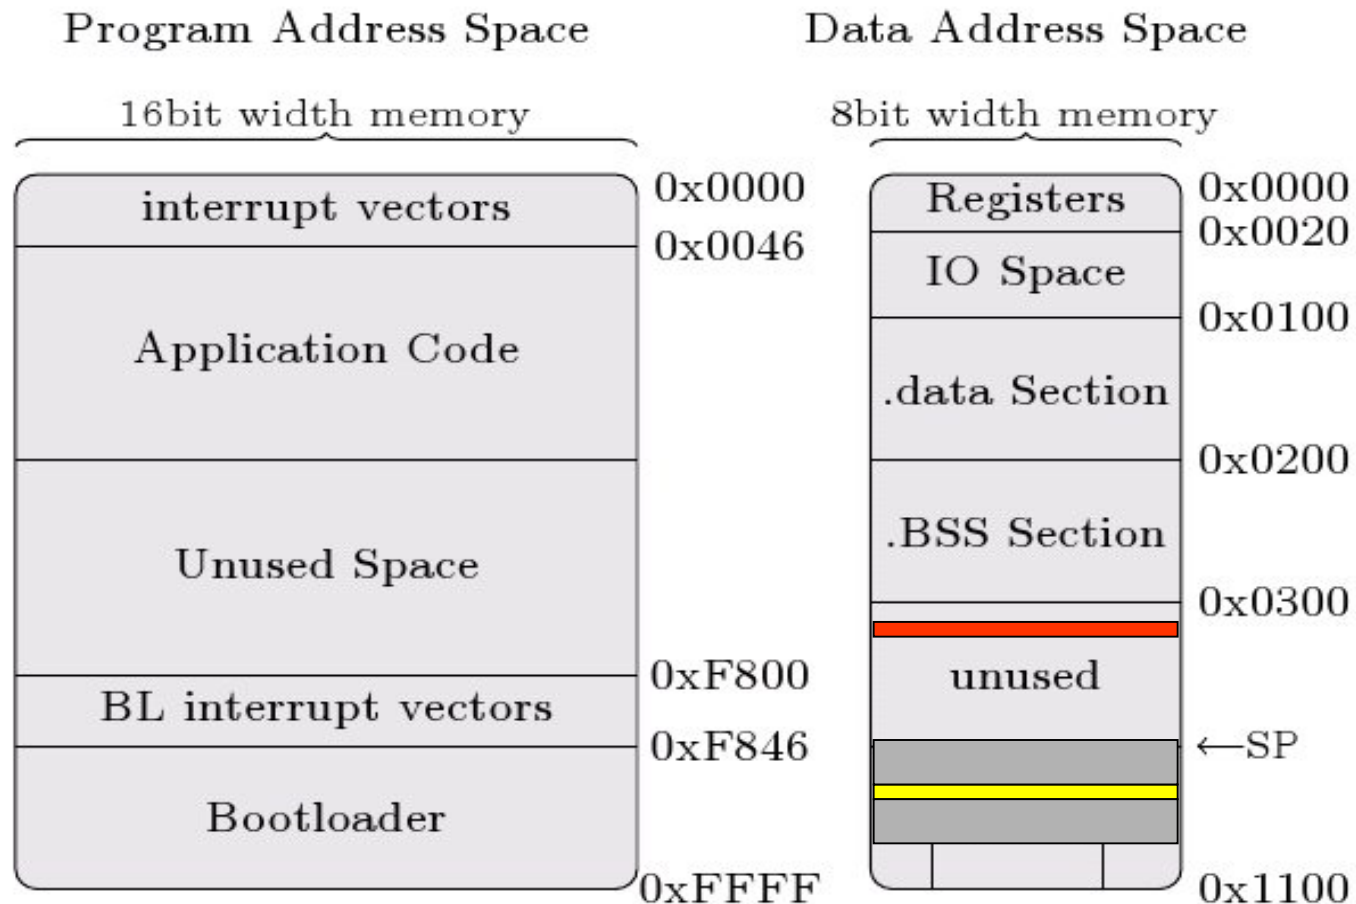 Program Address Space
16bit width memory
interrupt vectors
Application Code
Unused Space
BL interrupt vectors
Bootloader
0x0000
0x0046
0xF800
0xF846
0xFFFF
Data Address Space
8bit width memory
Registers
IO Space
.data Section
.BSS Section
unused
0x0000
0x0020
0x0100
0x0200
0x0300
←SP
0x1100